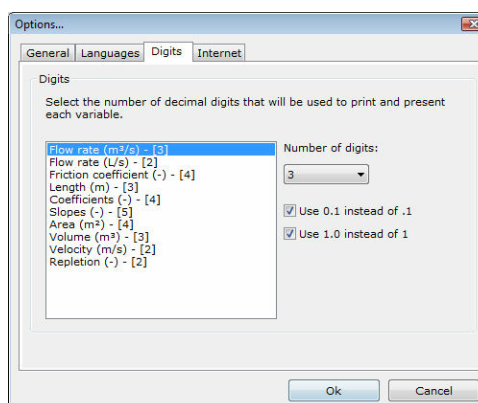 Options...
General Languages Digits Internet
Digits
Select the number of decimal digits that will be used to print and present
each variable.
Flow rate (m³/s) - [3]
Flow rate (L/s) - [2]
Friction coefficient (-) - [4]
Length (m) - [3]
Coefficients (-) - [4]
Slopes (-) - [5]
Area (m²) - [4]
Volume (m³) - [3]
Velocity (m/s) - [2]
Repletion (-) - [2]
Number of digits:
3
Use 0.1 instead of .1
Use 1.0 instead of 1
Ok Cancel